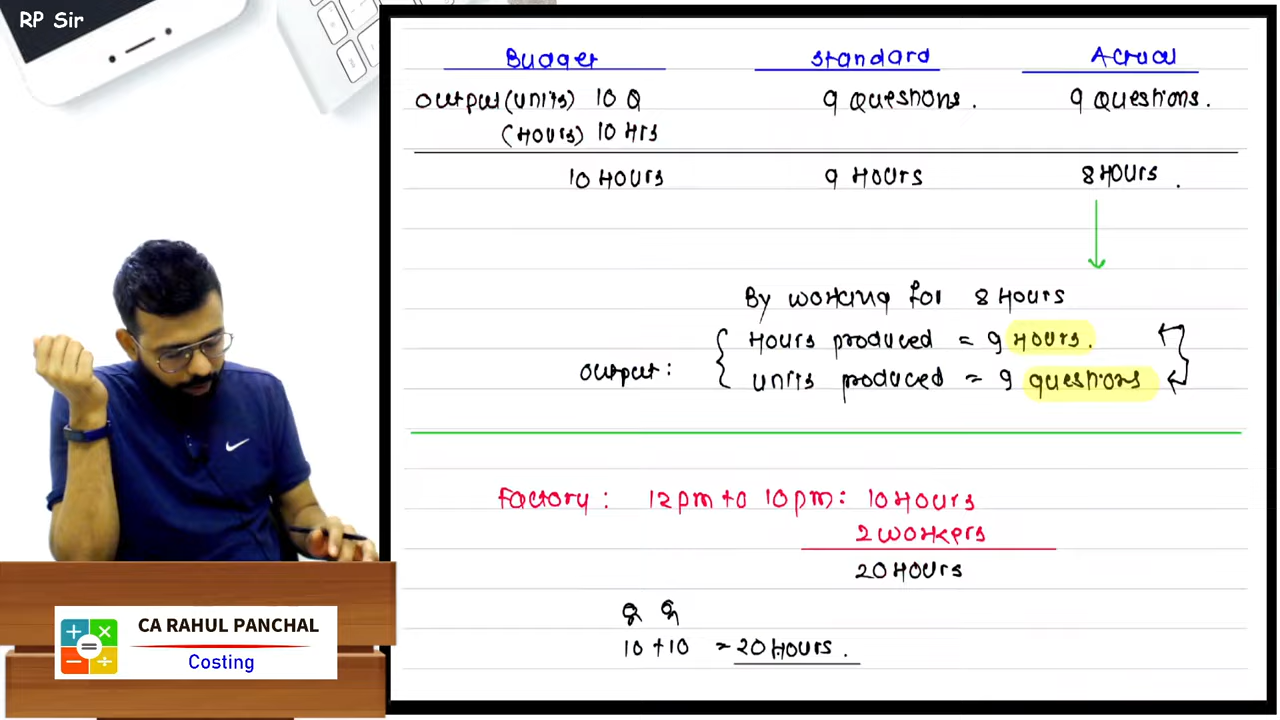 RP Sir
Budget Standard Actual
Output (units) 10 Q 9 Questions. 9 Questions.
(Hours) 10 Hrs
10 Hours 9 Hours 8 Hours.
By working for 8 Hours
Output: { Hours produced = 9 Hours.
units produced = 9 questions
Factory: 12pm to 10pm: 10 Hours
2 workers
20 Hours
10 + 10 = 20 Hours.
CA RAHUL PANCHAL
Costing